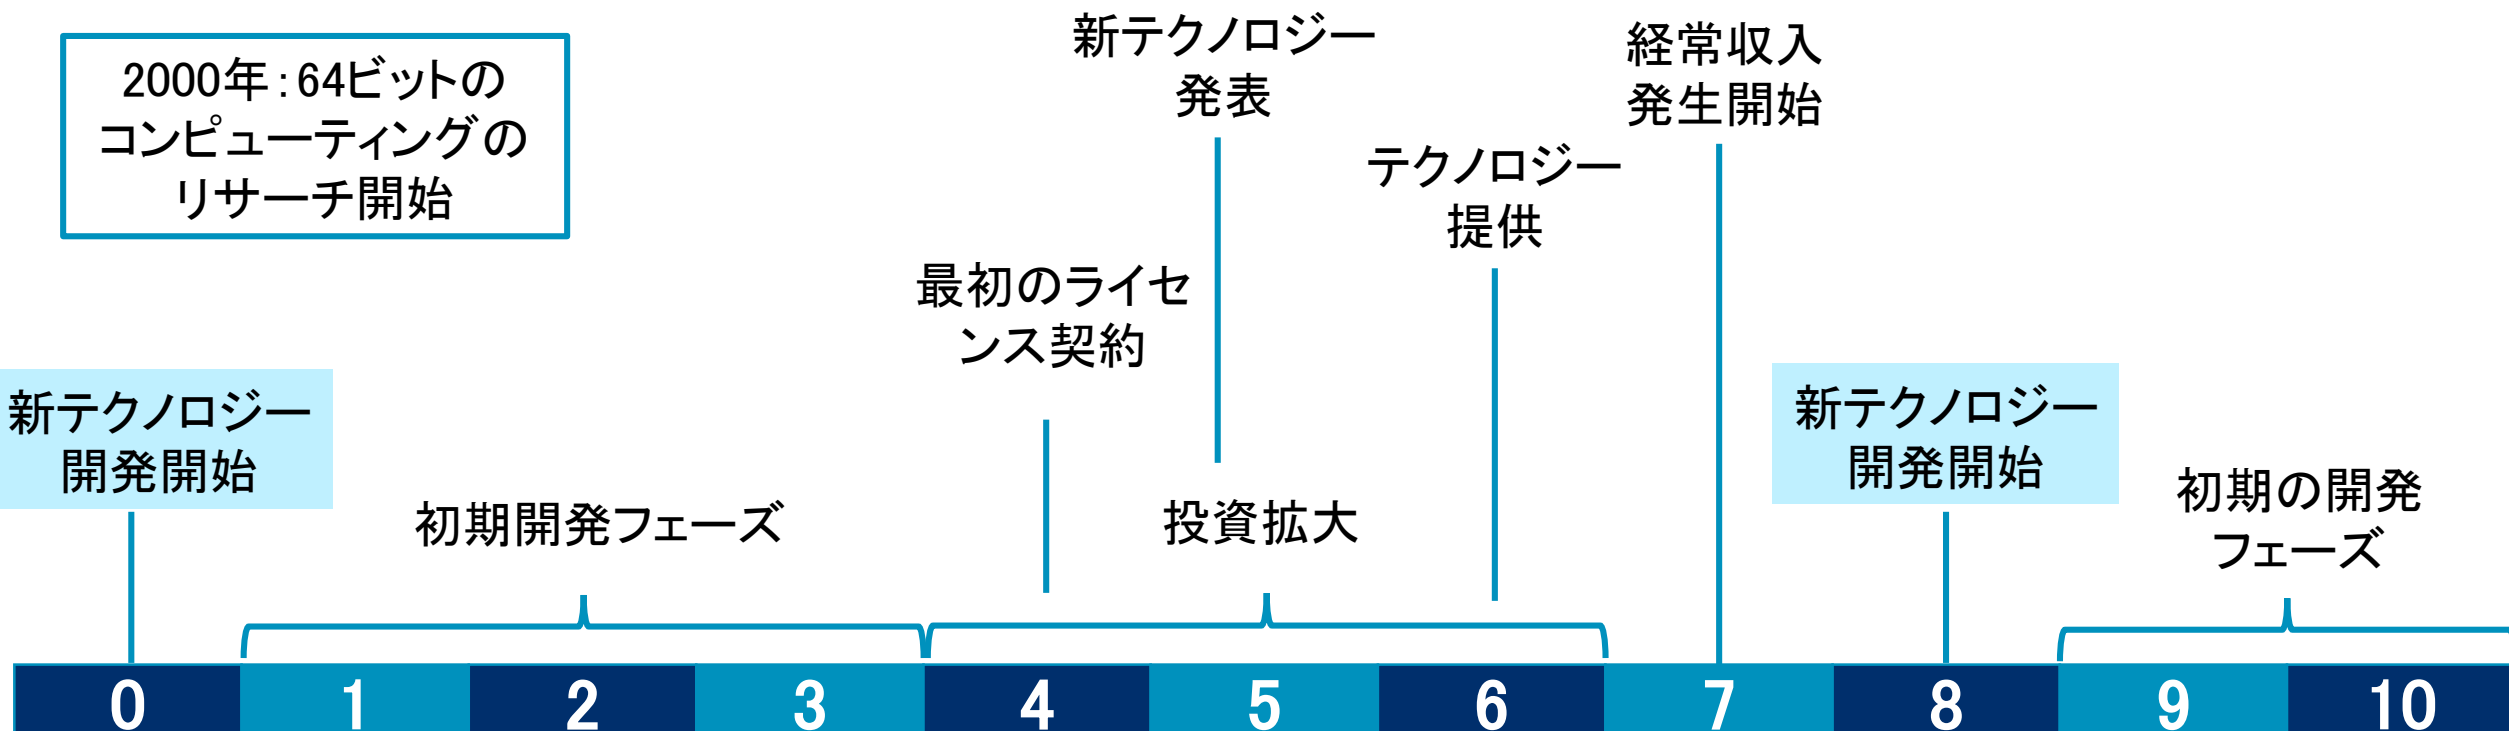 2000年：64ビットの
コンピューティングの
リサーチ開始
新テクノロジー
発表
経常収入
発生開始
テクノロジー
提供
最初のライセ
ンス契約
新テクノロジー
開発開始
新テクノロジー
開発開始
初期開発フェーズ
投資拡大
初期の開発
フェーズ
0 1 2 3 4 5 6 7 8 9 10